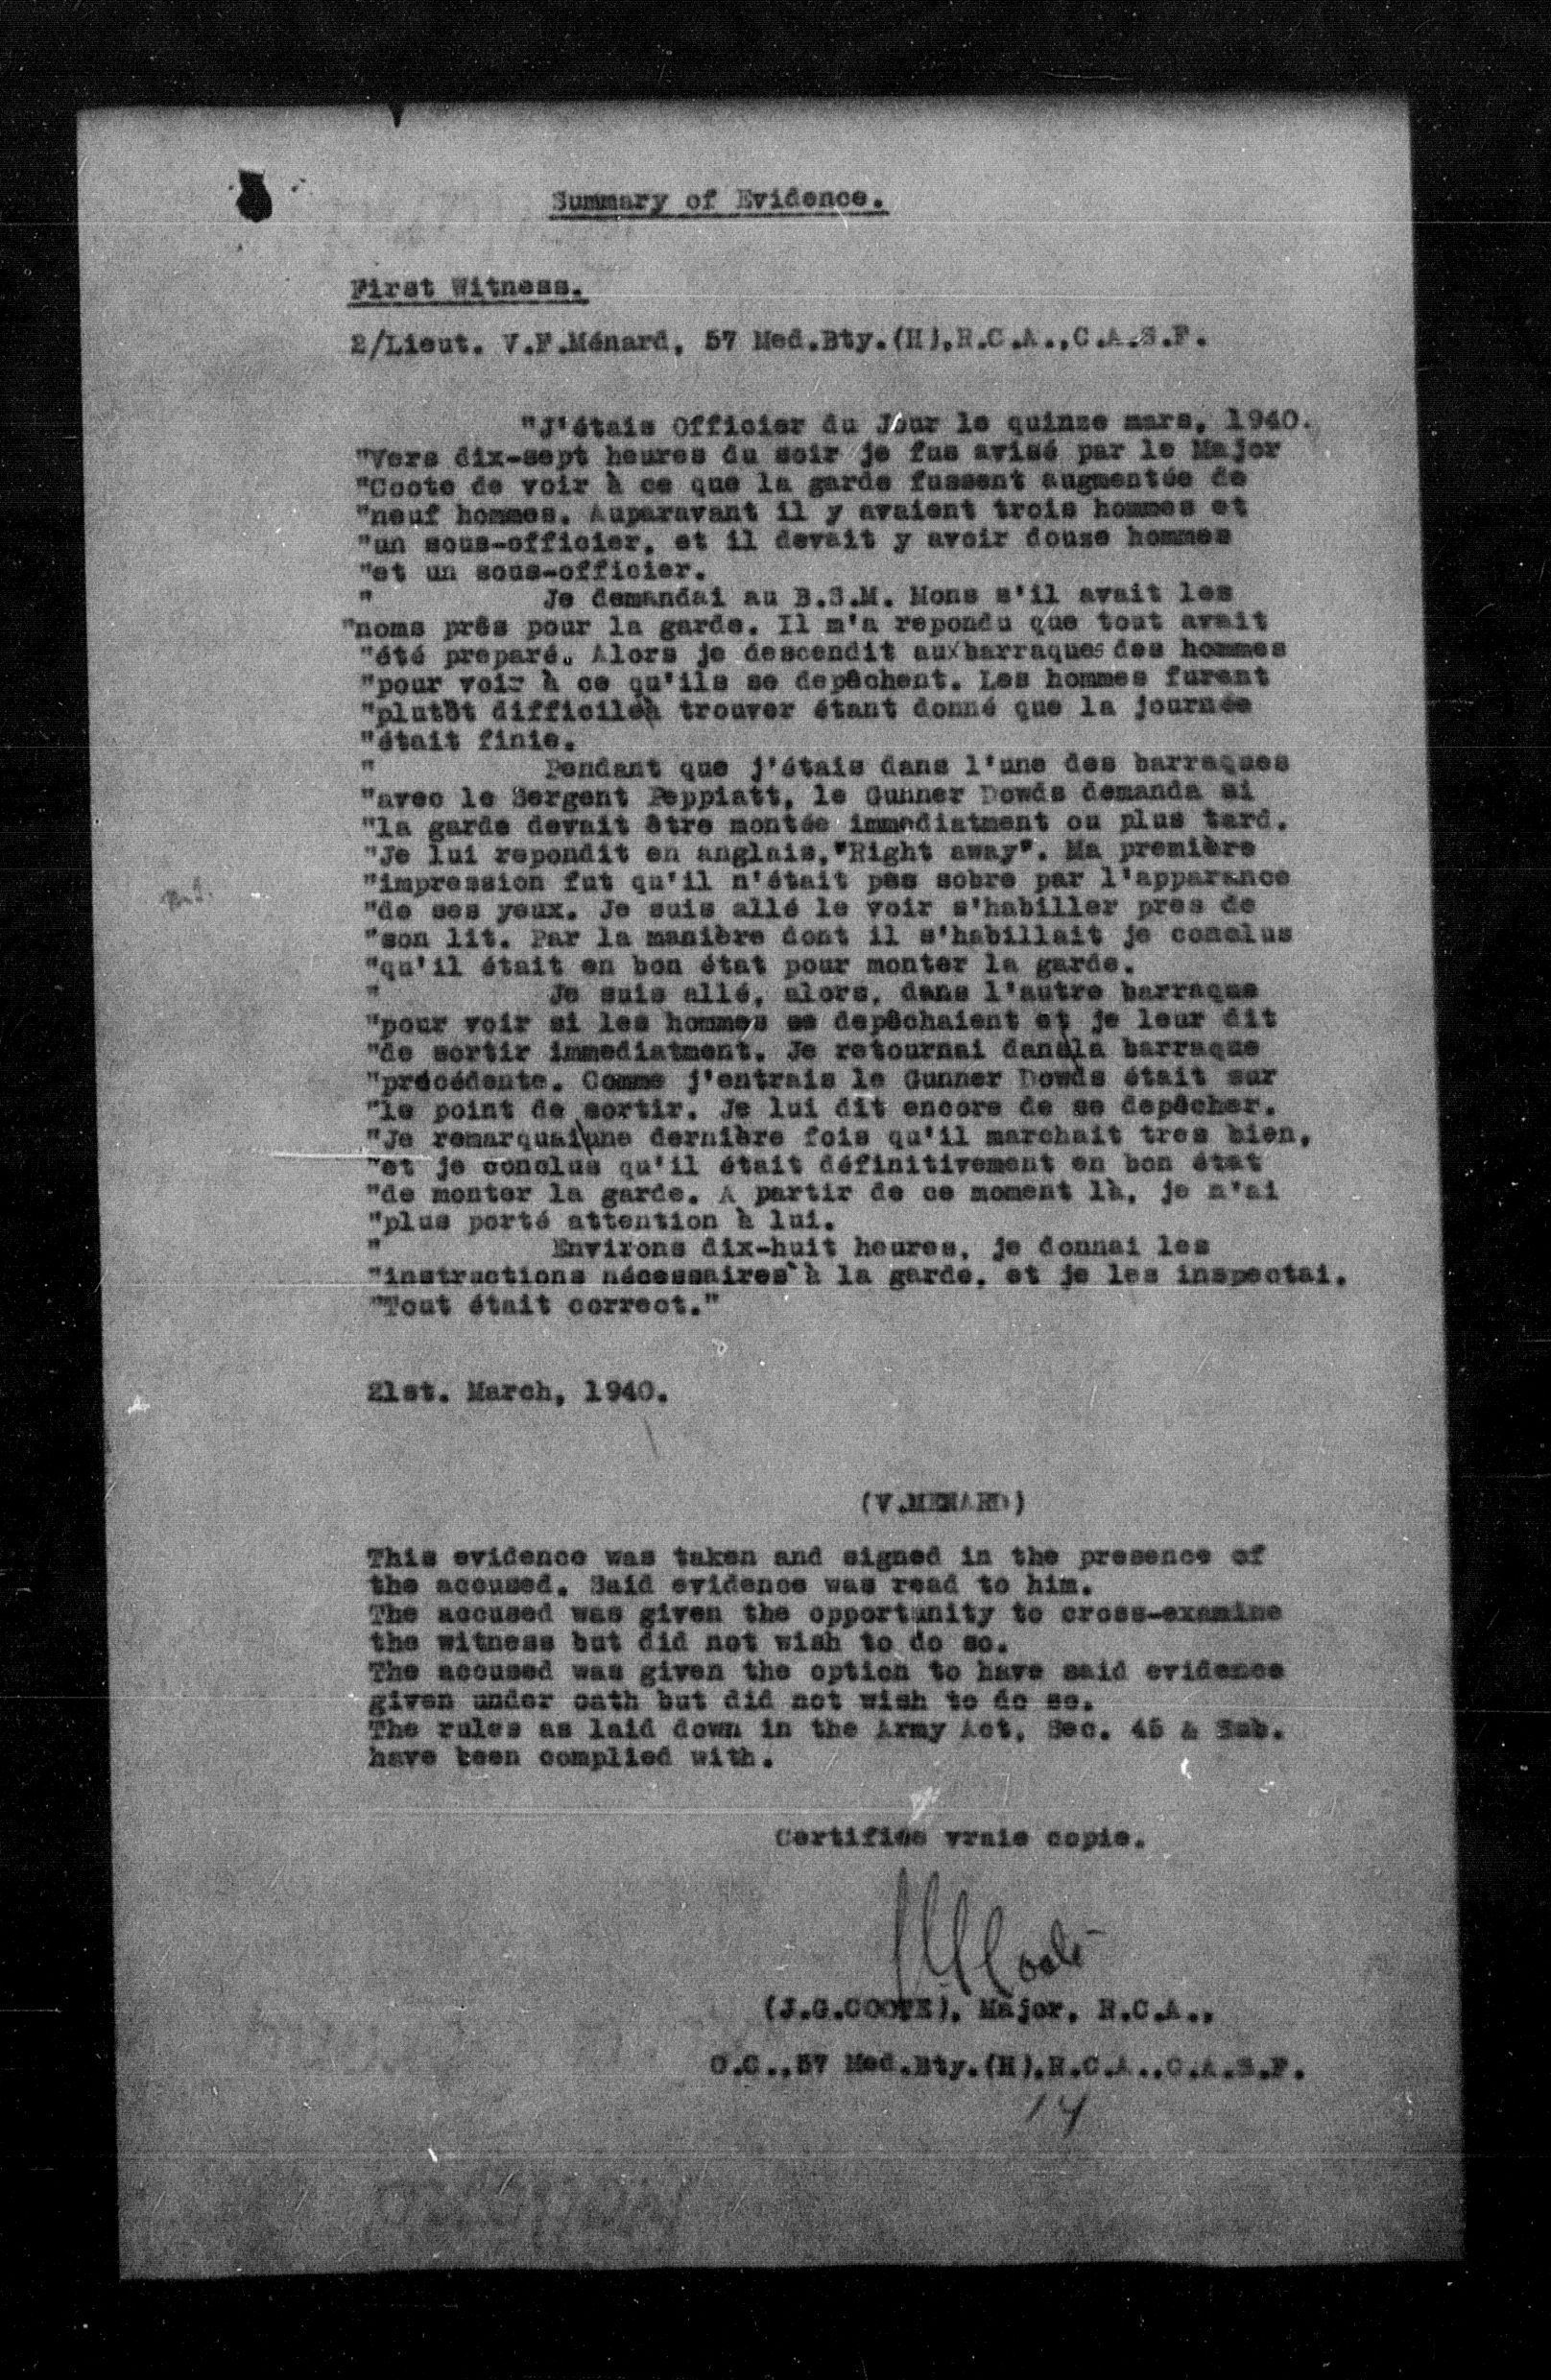 Summary of Evidence.
First Witness.
2/Lieut. V.F.Ménard, 57 Med.Bty.(H),R.C.A.,C.A.S.F.
"J'étais Officier du Jour le quinze mars, 1940.
"Vers dix-sept heures du soir je fus avisé par le Major
"Coote de voir à ce que la garde fussent augmentée de
"neuf hommes. Auparavant il y avaient trois hommes et
"un sous-officier, et il devait y avoir douze hommes
"et un sous-officier.
" Je demandai au B.S.M. Mons s'il avait les
"noms près pour la garde. Il m'a repondu que tout avait
"été preparé. Alors je descendit aux barraques des hommes
"pour voir à ce qu'ils se depêchent. Les hommes furent
"plutôt difficile à trouver étant donné que la journée
"était finie.
" Pendant que j'étais dans l'une des barraques
"avec le Sergent Peppiatt, le Gunner Dowds demanda si
"la garde devait être montée immediatment ou plus tard.
"Je lui repondit en anglais,"Right away". Ma première
"impression fut qu'il n'était pas sobre par l'apparance
"de ses yeux. Je suis allé le voir s'habiller pres de
"son lit. Par la manière dont il s'habillait je conclus
"qu'il était en bon état pour monter la garde.
" Je suis allé, alors, dans l'autre barraque
"pour voir si les hommes se depêchaient et je leur dit
"de sortir immediatment. Je retournai dans la barraque
"précédente. Comme j'entrais le Gunner Dowds était sur
"le point de sortir. Je lui dit encore de se depêcher.
"Je remarquai une dernière fois qu'il marchait tres bien,
"et je conclus qu'il était définitivement en bon état
"de monter la garde. A partir de ce moment là, je n'ai
"plus porté attention à lui.
" Environs dix-huit heures, je donnai les
"instructions nécessaires à la garde, et je les inspectai.
"Tout était correct."
21st. March, 1940.
(V.MENARD)
This evidence was taken and signed in the presence of
the accused. Said evidence was read to him.
The accused was given the opportunity to cross-examine
the witness but did not wish to do so.
The accused was given the option to have said evidence
given under oath but did not wish to do so.
The rules as laid down in the Army Act, Sec. 46 & Sub.
have been complied with.
Certifiée vraie copie.
(J.G.COOTE), Major, R.C.A.,
O.C.,57 Med.Bty.(H),R.C.A.,C.A.S.F.
14